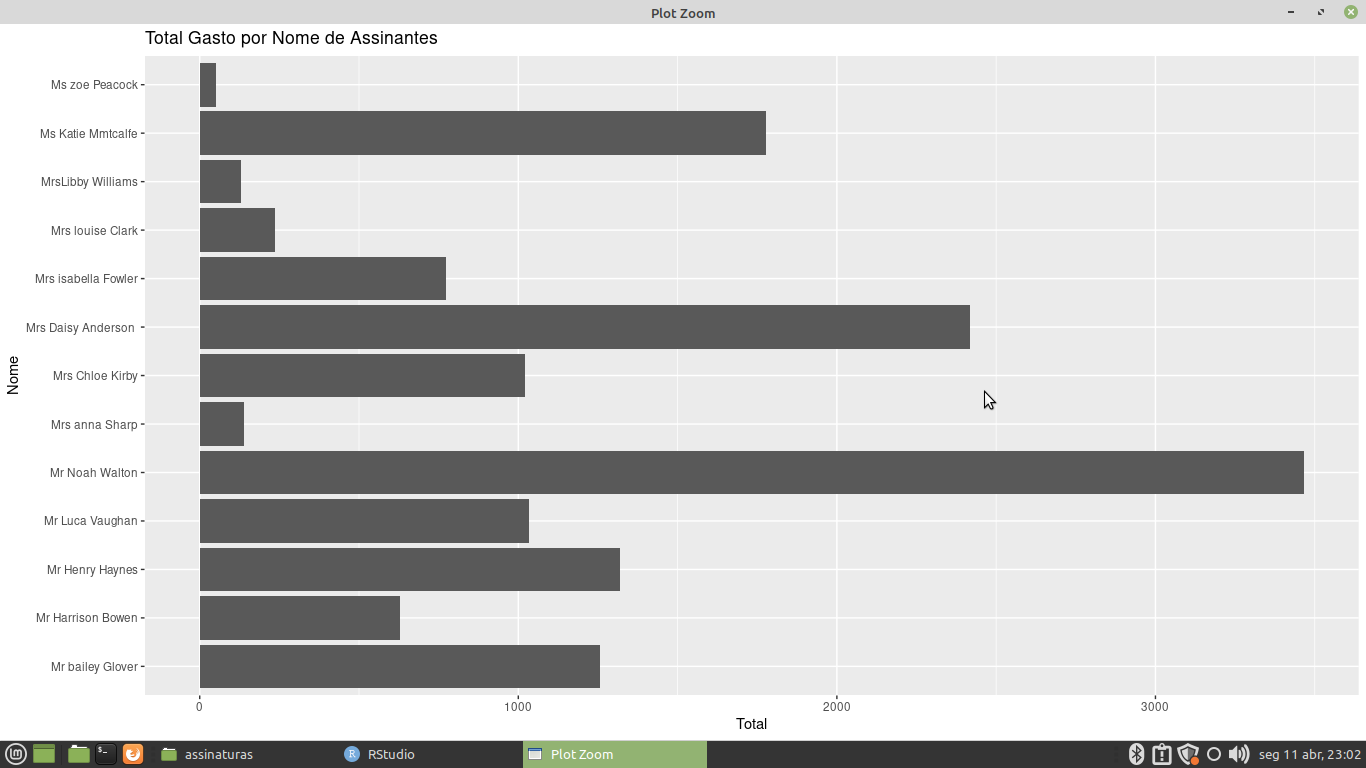 Plot Zoom
Total Gasto por Nome de Assinantes
Ms zoe Peacock
Ms Katie Mmtcalfe
MrsLibby Williams
Mrs louise Clark
Mrs isabella Fowler
Mrs Daisy Anderson
Mrs Chloe Kirby
Mrs anna Sharp
Mr Noah Walton
Mr Luca Vaughan
Mr Henry Haynes
Mr Harrison Bowen
Mr bailey Glover
Nome
0 1000 2000 3000
Total
assinaturas R RStudio Plot Zoom seg 11 abr, 23:02